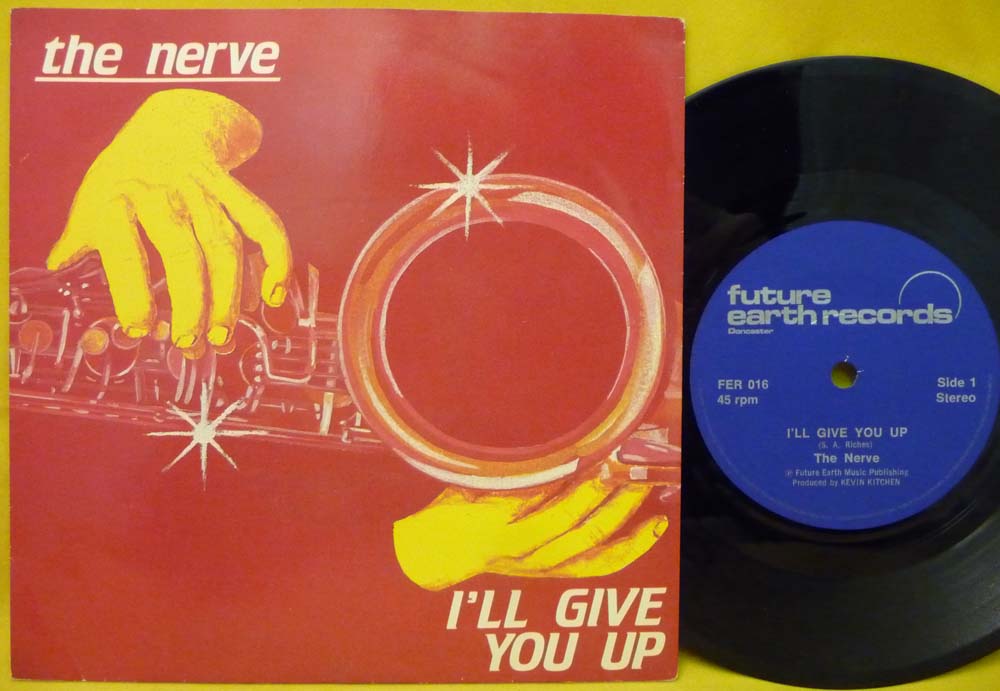 the nerve
I'LL GIVE
YOU UP
future
earth records
Doncaster
FER 016
45 rpm
Side 1
Stereo
I'LL GIVE YOU UP
(S. A. Riches)
The Nerve
℗ Future Earth Music Publishing
Produced by KEVIN KITCHEN